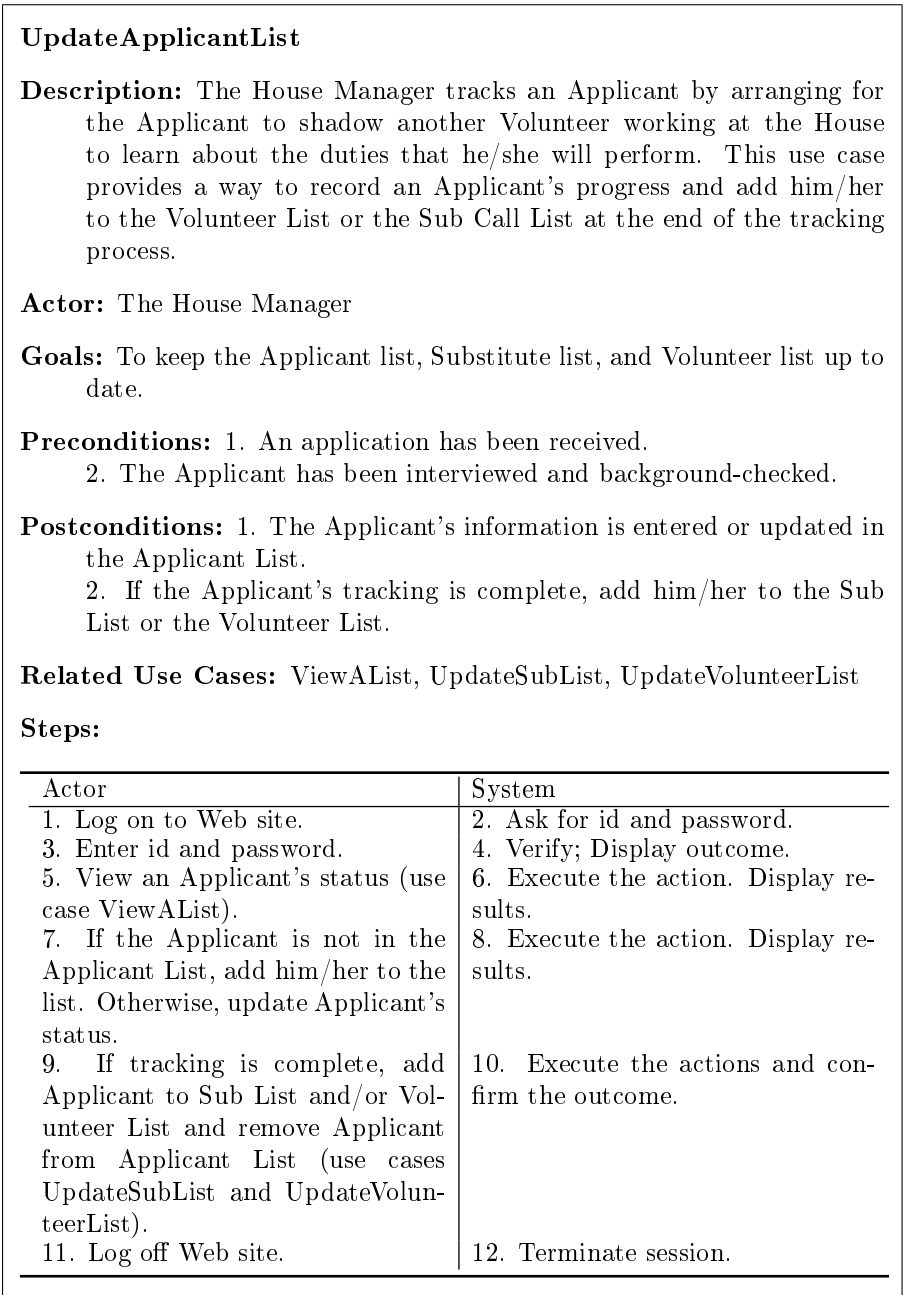 UpdateApplicantList
Description: The House Manager tracks an Applicant by arranging for
the Applicant to shadow another Volunteer working at the House
to learn about the duties that he/she will perform. This use case
provides a way to record an Applicant's progress and add him/her
to the Volunteer List or the Sub Call List at the end of the tracking
process.
Actor: The House Manager
Goals: To keep the Applicant list, Substitute list, and Volunteer list up to
date.
Preconditions: 1. An application has been received.
2. The Applicant has been interviewed and background-checked.
Postconditions: 1. The Applicant's information is entered or updated in
the Applicant List.
2. If the Applicant's tracking is complete, add him/her to the Sub
List or the Volunteer List.
Related Use Cases: ViewAList, UpdateSubList, UpdateVolunteerList
Steps:
Actor
System
1. Log on to Web site.
2. Ask for id and password.
3. Enter id and password.
4. Verify; Display outcome.
5. View an Applicant's status (use
case ViewAList).
6. Execute the action. Display re-
sults.
7. If the Applicant is not in the
Applicant List, add him/her to the
list. Otherwise, update Applicant's
status.
8. Execute the action. Display re-
sults.
9. If tracking is complete, add
Applicant to Sub List and/or Vol-
unteer List and remove Applicant
from Applicant List (use cases
UpdateSubList and UpdateVolun-
teerList).
10. Execute the actions and con-
firm the outcome.
11. Log off Web site.
12. Terminate session.